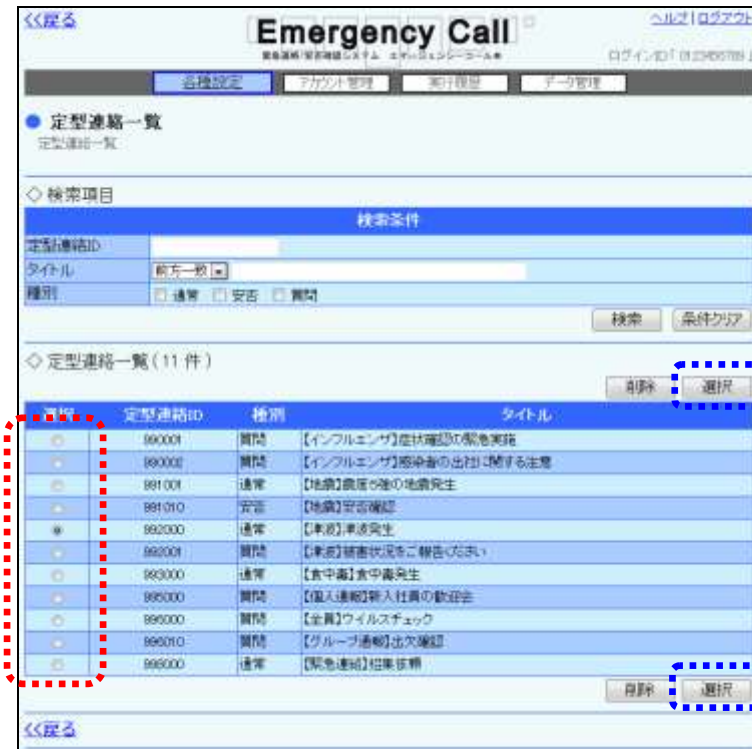 <<戻る
Emergency Call
ヘルプ|ログアウト
緊急連絡/安否確認システム エマージェンシーコール
ログインID「0123456789」
各種設定 アカウント管理 実行履歴 データ管理
定型連絡一覧
定型連絡一覧
◇検索項目
検索条件
定型連絡ID
タイトル 前方一致
種別 通常 安否 質問
検索 条件クリア
◇定型連絡一覧(11 件)
削除 選択
選択 定型連絡ID 種別 タイトル
990001 質問 【インフルエンザ】症状確認の緊急実施
990002 質問 【インフルエンザ】感染者の出社に関する注意
991001 通常 【地震】震度5強の地震発生
991010 安否 【地震】安否確認
992000 通常 【津波】津波発生
992001 質問 【津波】被害状況をご報告ください
993000 通常 【食中毒】食中毒発生
995000 質問 【個人通報】新入社員の歓迎会
質問 【全員】ウイルスチェック
質問 【グループ通報】出欠確認
通常 【緊急連絡】招集依頼
削除 選択
<<戻る